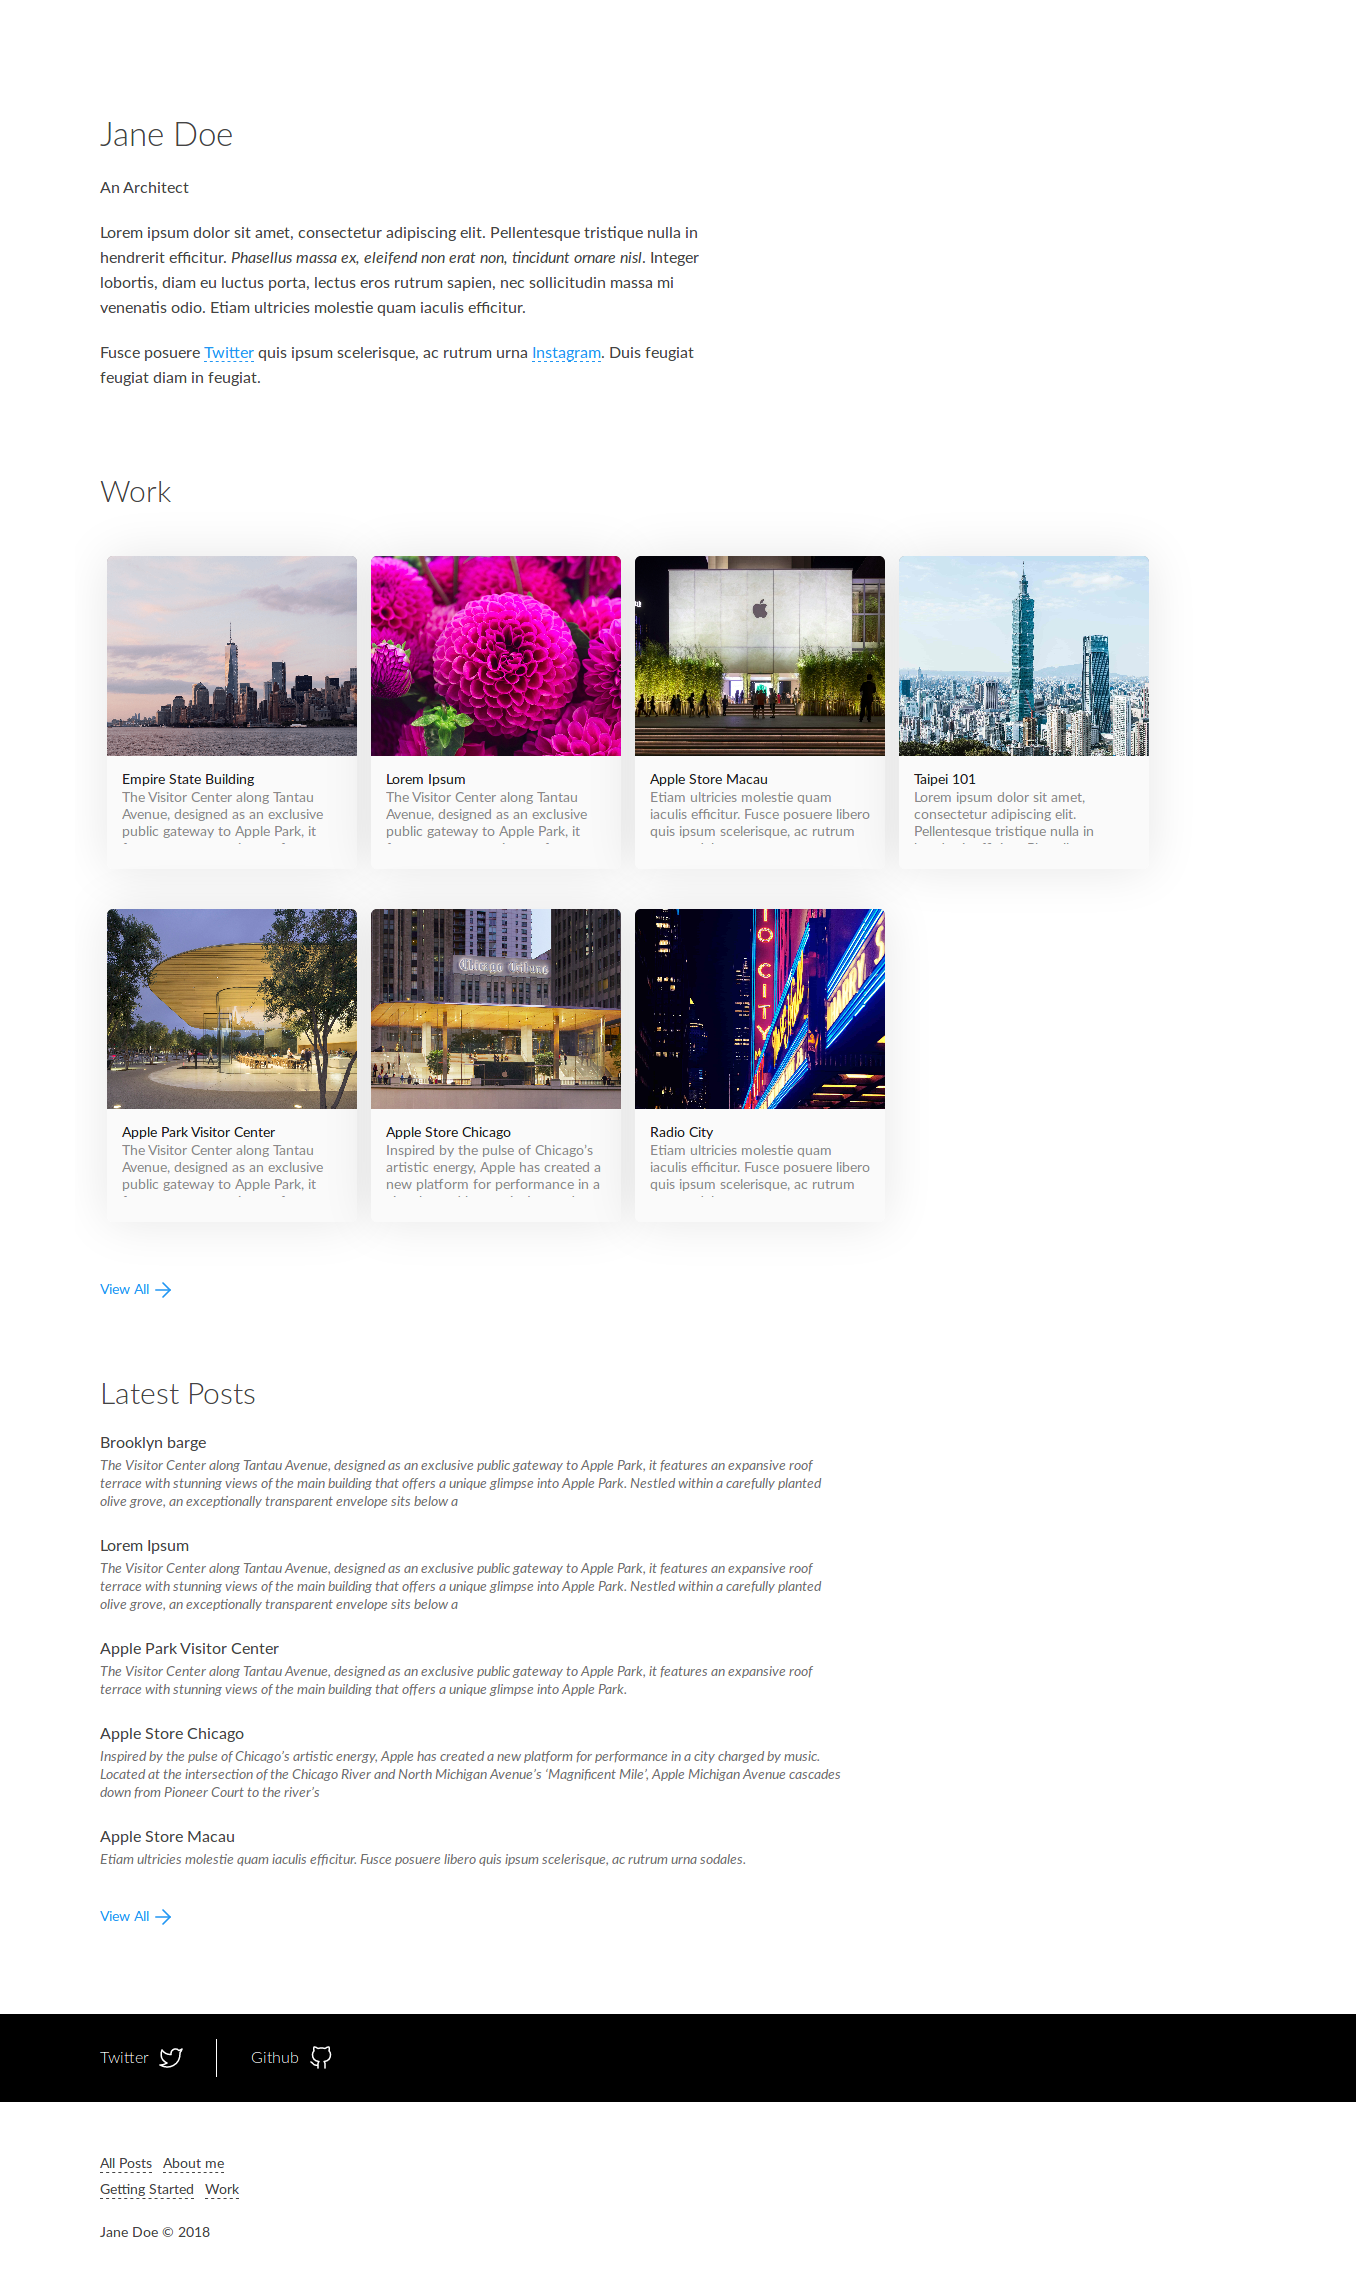 Jane Doe
An Architect
Lorem ipsum dolor sit amet, consectetur adipiscing elit. Pellentesque tristique nulla in
hendrerit efficitur. Phasellus massa ex, eleifend non erat non, tincidunt ornare nisl. Integer
lobortis, diam eu luctus porta, lectus eros rutrum sapien, nec sollicitudin massa mi
venenatis odio. Etiam ultricies molestie quam iaculis efficitur.
Fusce posuere Twitter quis ipsum scelerisque, ac rutrum urna Instagram. Duis feugiat
feugiat diam in feugiat.
Work
Empire State Building
The Visitor Center along Tantau
Avenue, designed as an exclusive
public gateway to Apple Park, it
Lorem Ipsum
The Visitor Center along Tantau
Avenue, designed as an exclusive
public gateway to Apple Park, it
Apple Store Macau
Etiam ultricies molestie quam
iaculis efficitur. Fusce posuere libero
quis ipsum scelerisque, ac rutrum
Taipei 101
Lorem ipsum dolor sit amet,
consectetur adipiscing elit.
Pellentesque tristique nulla in
Chicago Tribune
IO CITY
Apple Park Visitor Center
The Visitor Center along Tantau
Avenue, designed as an exclusive
public gateway to Apple Park, it
Apple Store Chicago
Inspired by the pulse of Chicago's
artistic energy, Apple has created a
new platform for performance in a
Radio City
Etiam ultricies molestie quam
iaculis efficitur. Fusce posuere libero
quis ipsum scelerisque, ac rutrum
View All
Latest Posts
Brooklyn barge
The Visitor Center along Tantau Avenue, designed as an exclusive public gateway to Apple Park, it features an expansive roof
terrace with stunning views of the main building that offers a unique glimpse into Apple Park. Nestled within a carefully planted
olive grove, an exceptionally transparent envelope sits below a
Lorem Ipsum
The Visitor Center along Tantau Avenue, designed as an exclusive public gateway to Apple Park, it features an expansive roof
terrace with stunning views of the main building that offers a unique glimpse into Apple Park. Nestled within a carefully planted
olive grove, an exceptionally transparent envelope sits below a
Apple Park Visitor Center
The Visitor Center along Tantau Avenue, designed as an exclusive public gateway to Apple Park, it features an expansive roof
terrace with stunning views of the main building that offers a unique glimpse into Apple Park.
Apple Store Chicago
Inspired by the pulse of Chicago's artistic energy, Apple has created a new platform for performance in a city charged by music.
Located at the intersection of the Chicago River and North Michigan Avenue's 'Magnificent Mile', Apple Michigan Avenue cascades
down from Pioneer Court to the river's
Apple Store Macau
Etiam ultricies molestie quam iaculis efficitur. Fusce posuere libero quis ipsum scelerisque, ac rutrum urna sodales.
View All
Twitter
Github
All Posts About me
Getting Started Work
Jane Doe © 2018